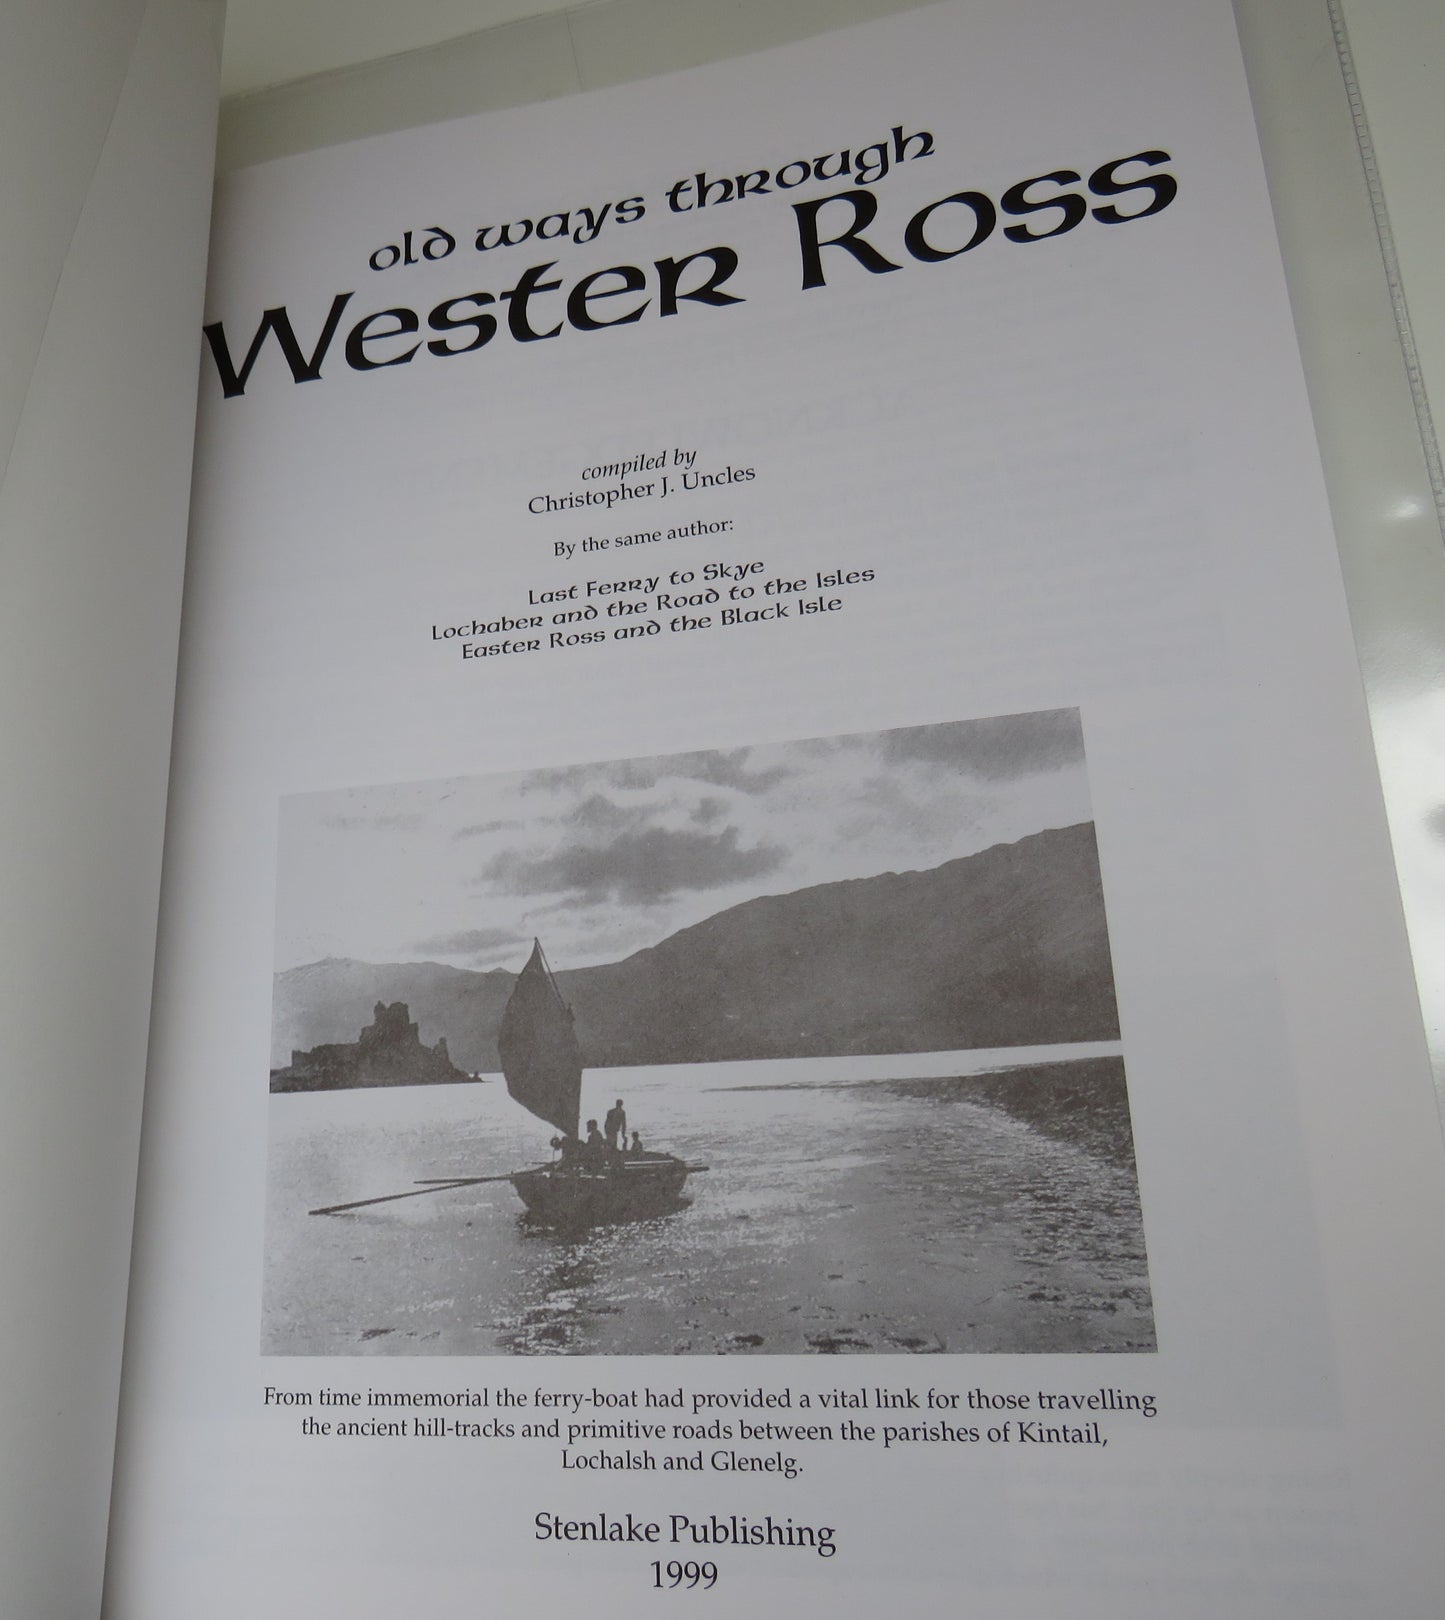 old ways through
Wester Ross
compiled by
Christopher J. Uncles
By the same author:
Last Ferry to Skye
Lochaber and the Road to the Isles
Easter Ross and the Black Isle
From time immemorial the ferry-boat had provided a vital link for those travelling
the ancient hill-tracks and primitive roads between the parishes of Kintail,
Lochalsh and Glenelg.
Stenlake Publishing
1999